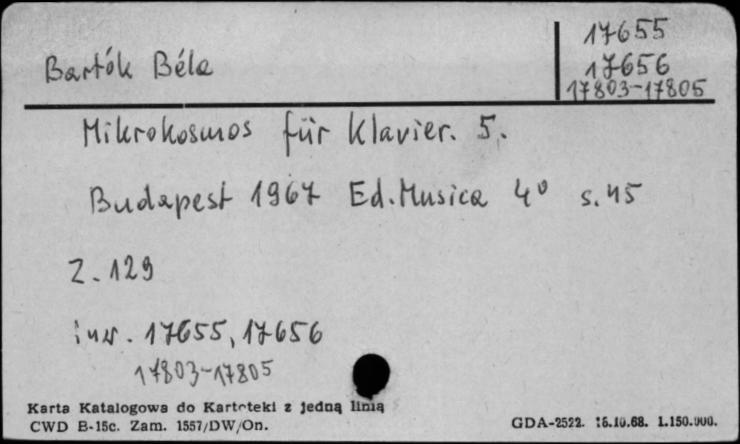 17655
Bartók Béla 17656
17803-17805
Mikrokosmos für Klavier. 5.
Budapest 1967 Ed. Musica 4° s. 45
Z. 129
inw. 17655, 17656
17803-17805
Karta Katalogowa do Kartoteki z jedną linią
CWD B-15c. Zam. 1557/DW/On. GDA-2522. 16.10.68. 1.150.000.